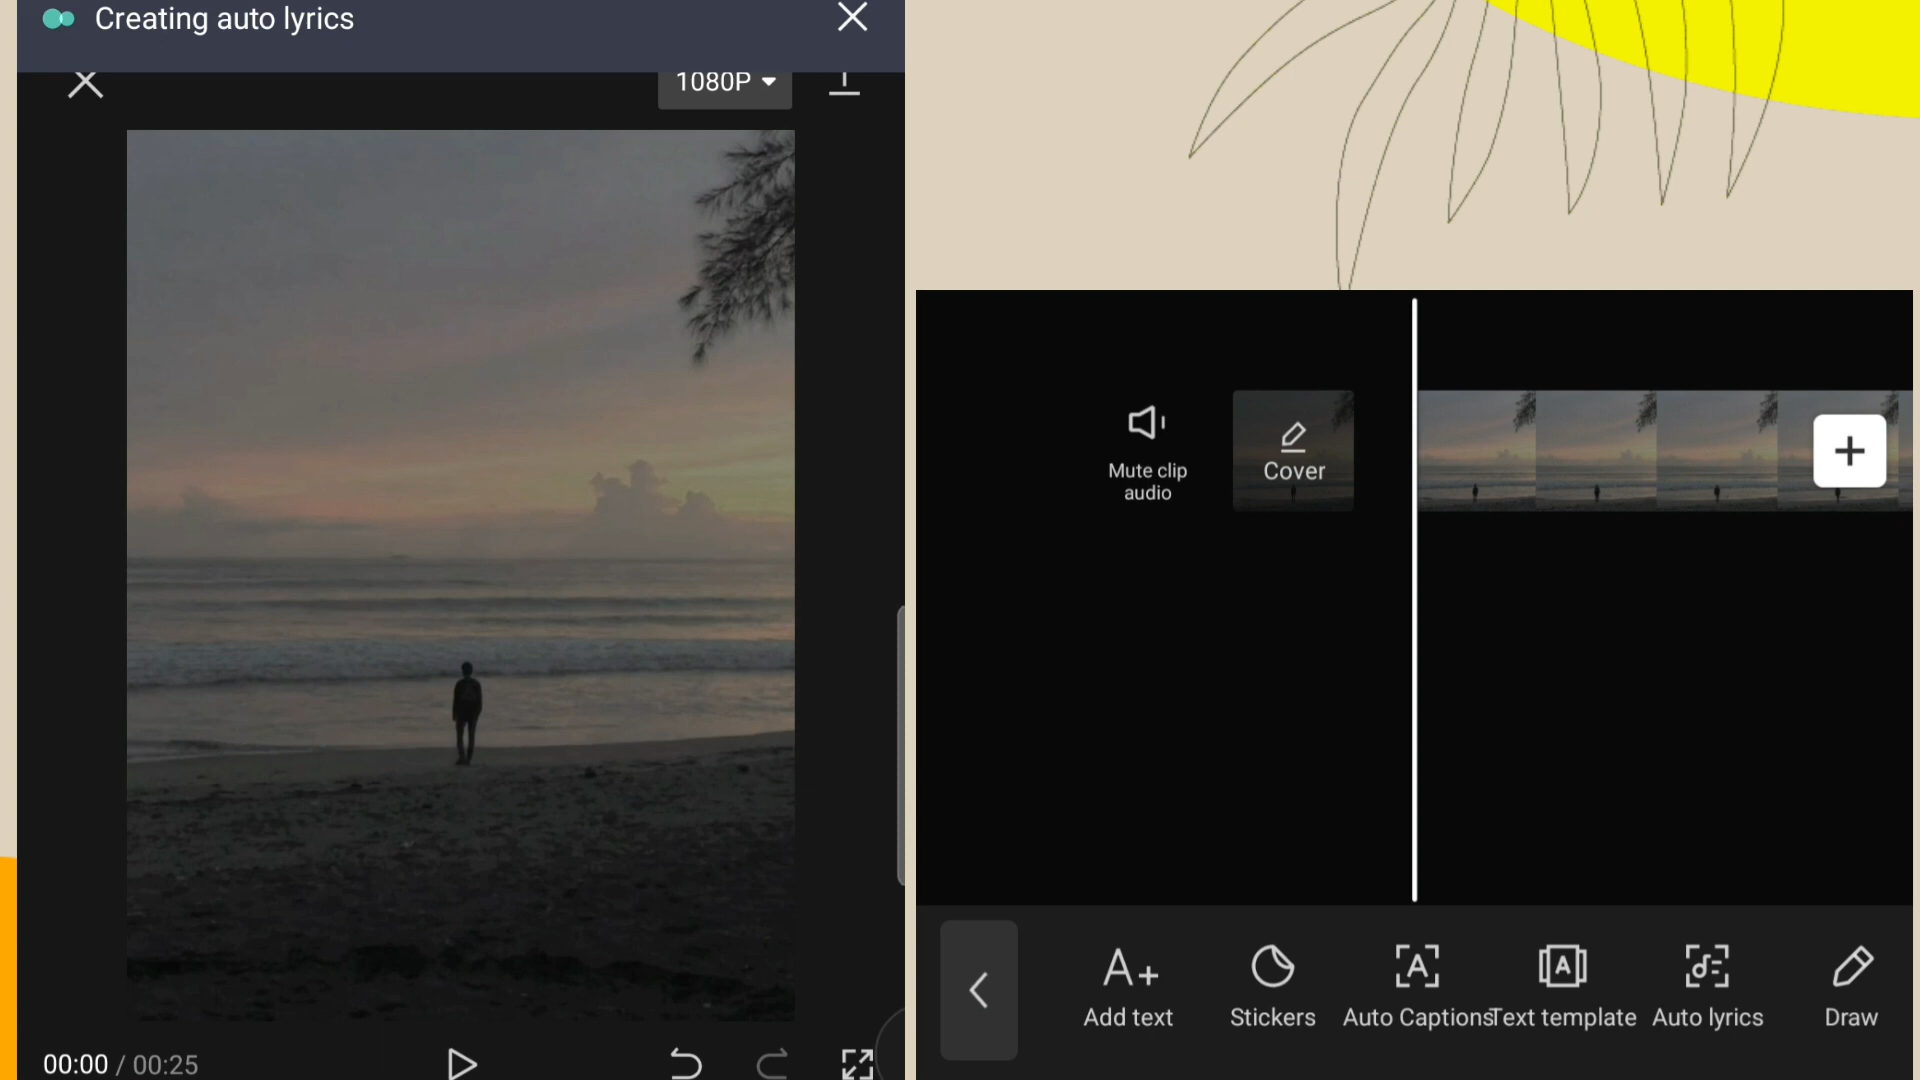 Creating auto lyrics
1080P
00:00 / 00:25
Mute clip
audio
Cover
Add text
Stickers
Auto Captions
Text template
Auto lyrics
Draw